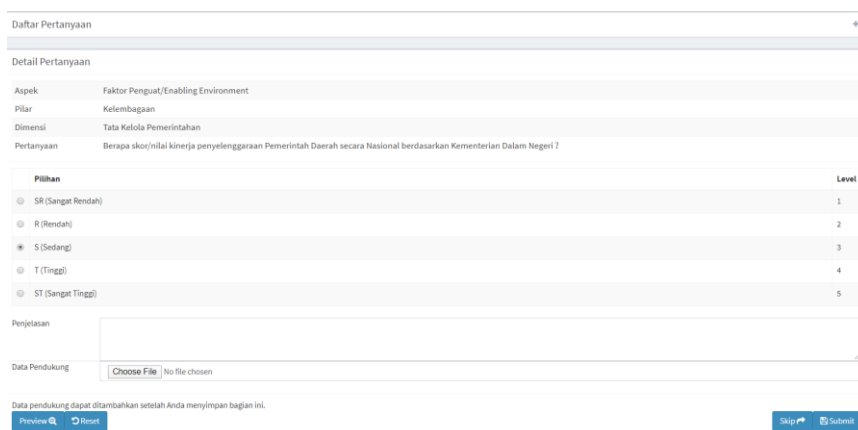 Daftar Pertanyaan
Detail Pertanyaan
Aspek Faktor Penguat/Enabling Environment
Pilar Kelembagaan
Dimensi Tata Kelola Pemerintahan
Pertanyaan Berapa skor/nilai kinerja penyelenggaraan Pemerintah Daerah secara Nasional berdasarkan Kementerian Dalam Negeri ?
Pilihan Level
SR (Sangat Rendah) 1
R (Rendah) 2
S (Sedang) 3
T (Tinggi) 4
ST (Sangat Tinggi) 5
Penjelasan
Data Pendukung Choose File No file chosen
Data pendukung dapat ditambahkan setelah Anda menyimpan bagian ini.
Preview Reset Skip Submit